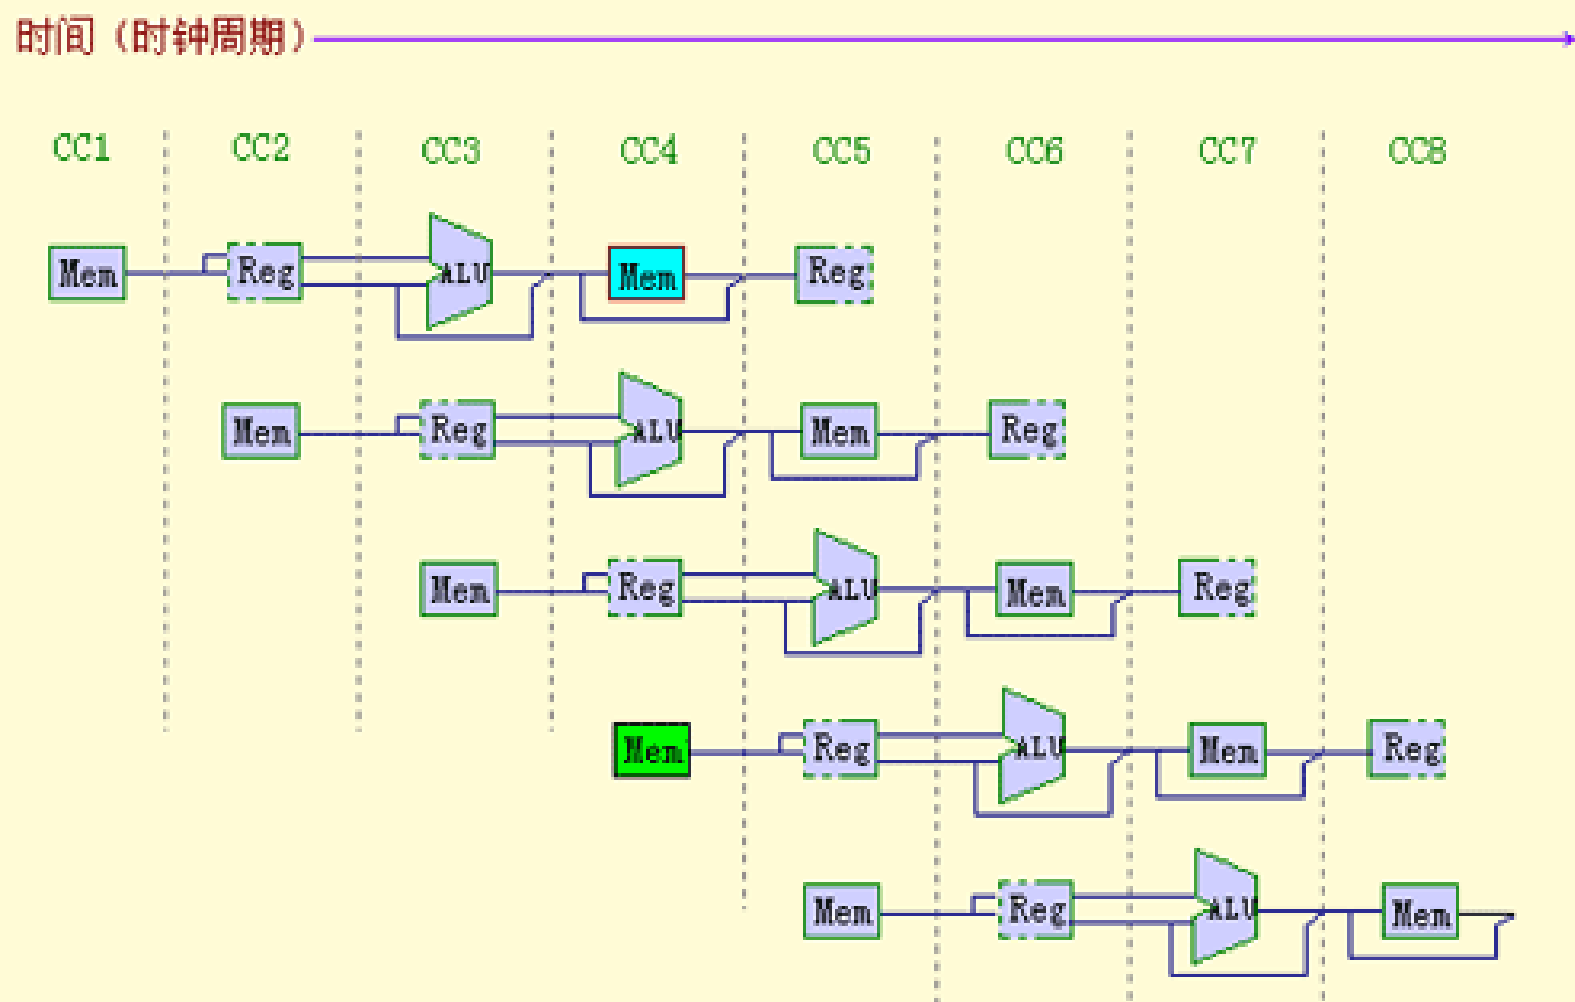 时间（时钟周期）
CC1 CC2 CC3 CC4 CC5 CC6 CC7 CC8
Mem Reg ALU Mem Reg
Mem Reg ALU Mem Reg
Mem Reg ALU Mem Reg
Mem Reg ALU Mem Reg
Mem Reg ALU Mem